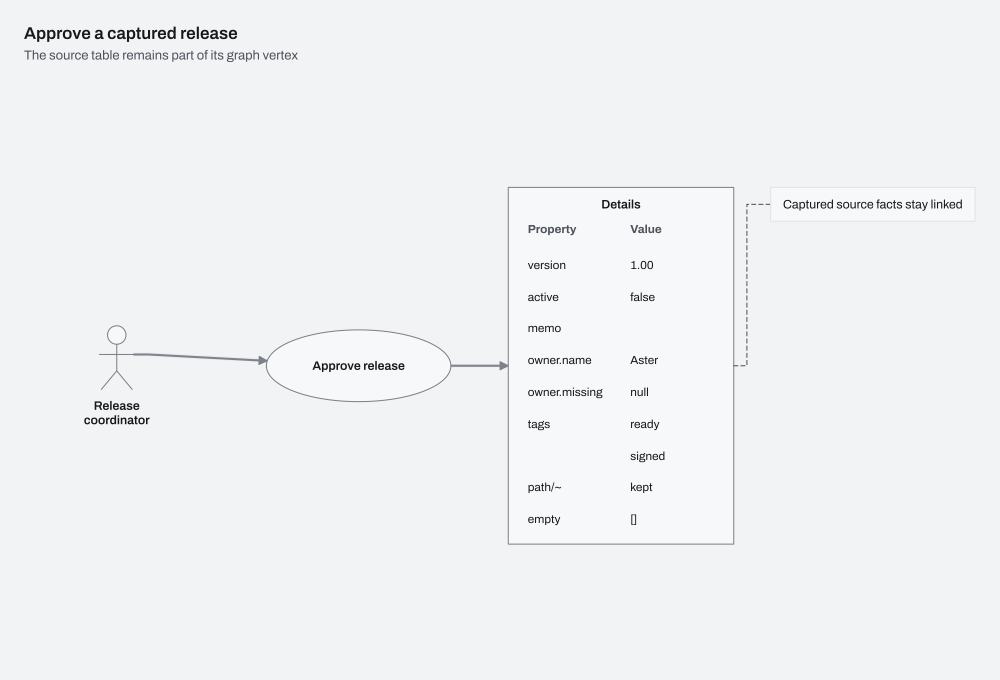 Approve a captured release
The source table remains part of its graph vertex
Release
coordinator
Approve release
Details
Property Value
version 1.00
active false
memo
owner.name Aster
owner.missing null
tags ready
signed
path/~ kept
empty []
Captured source facts stay linked